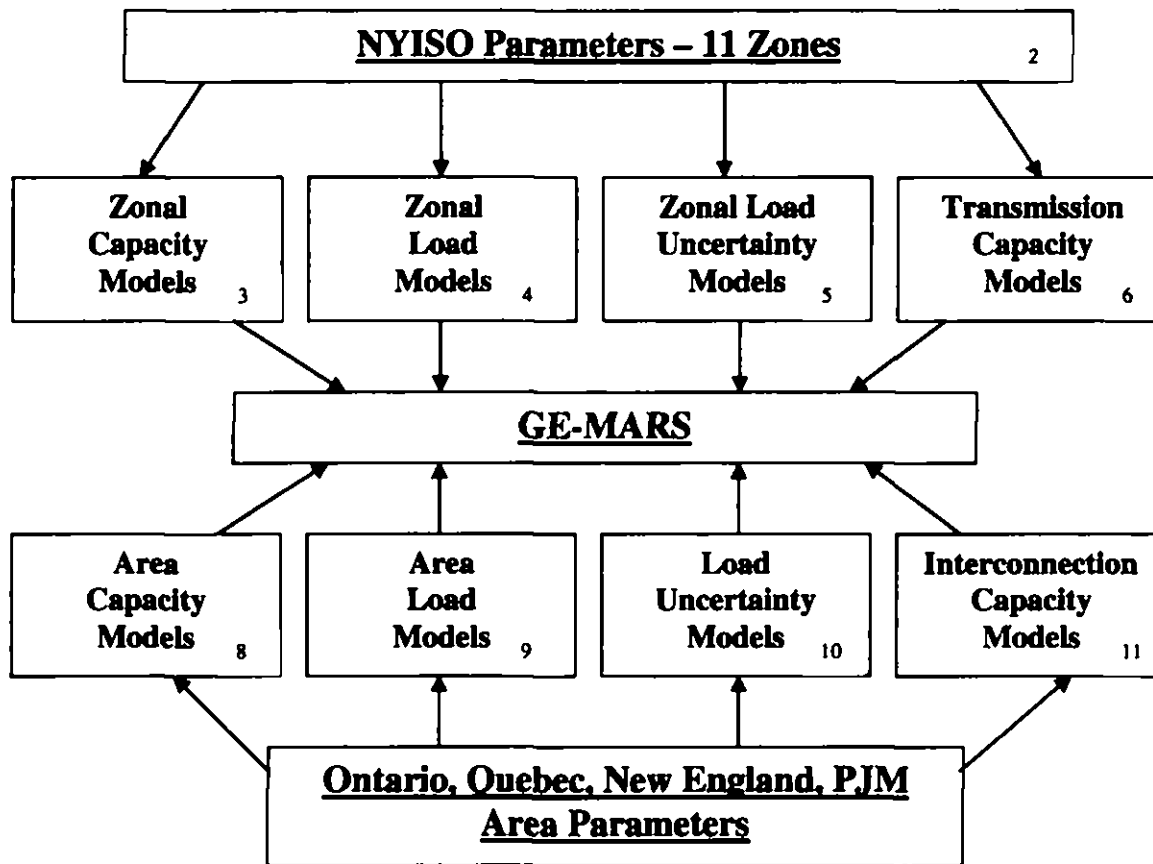 NYISO Parameters – 11 Zones
2
Zonal
Capacity
Models
3
Zonal
Load
Models
4
Zonal Load
Uncertainty
Models
5
Transmission
Capacity
Models
6
GE-MARS
Area
Capacity
Models
8
Area
Load
Models
9
Load
Uncertainty
Models
10
Interconnection
Capacity
Models
11
Ontario, Quebec, New England, PJM
Area Parameters